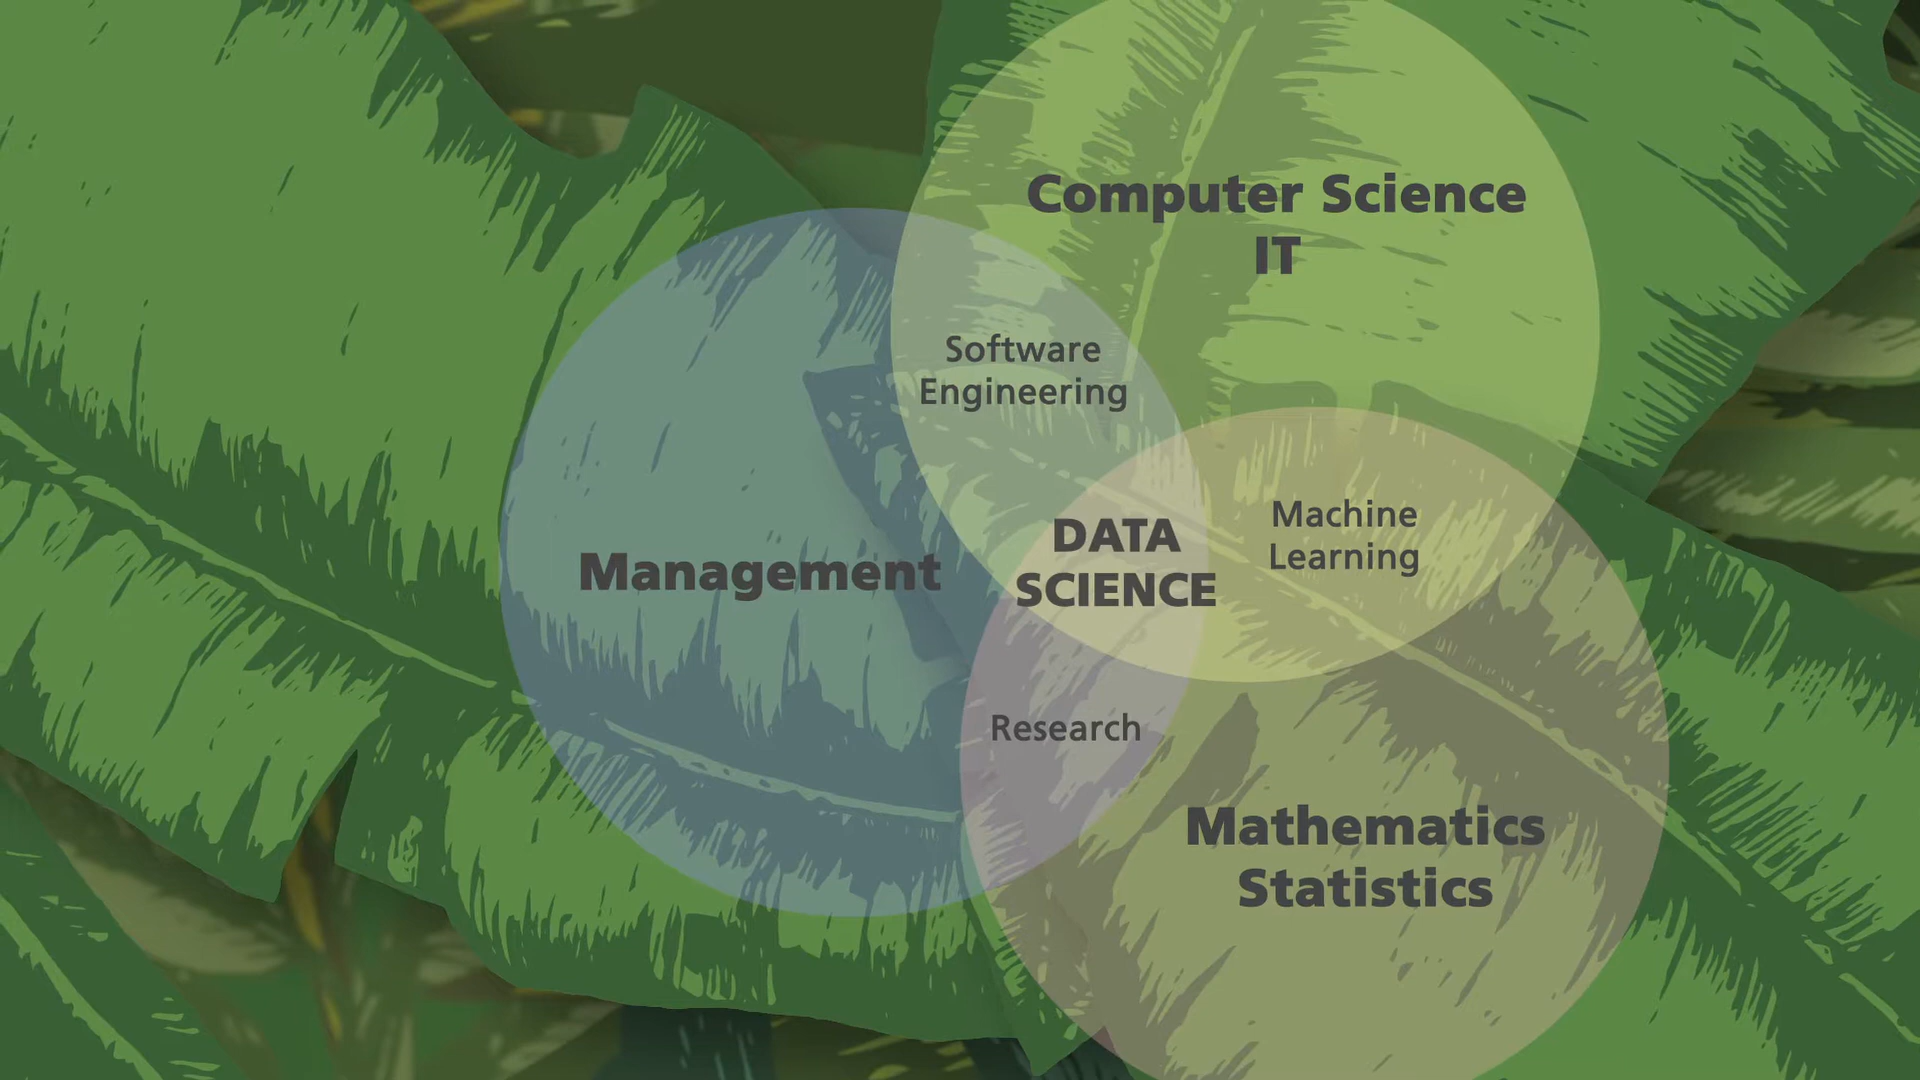 Computer Science
IT
Software
Engineering
Machine
Learning
DATA
SCIENCE
Management
Research
Mathematics
Statistics